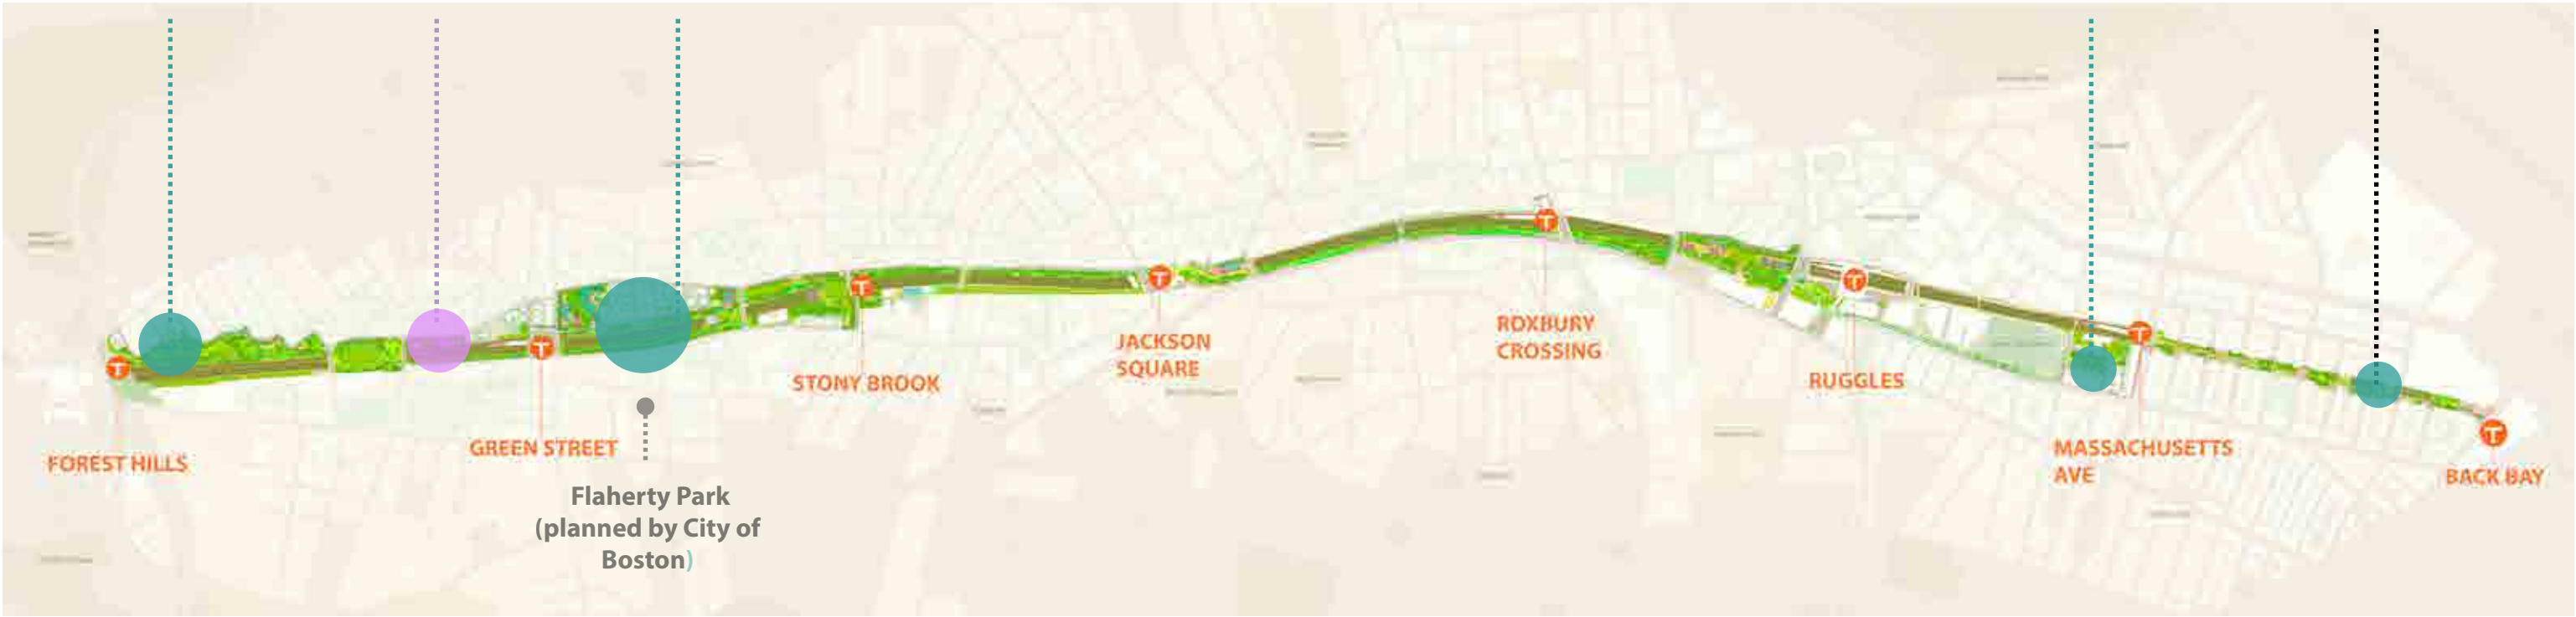 FOREST HILLS
GREEN STREET
Flaherty Park
(planned by City of
Boston)
STONY BROOK
JACKSON
SQUARE
ROXBURY
CROSSING
RUGGLES
MASSACHUSETTS
AVE
BACK BAY
T
T
T
T
T
T
T
T